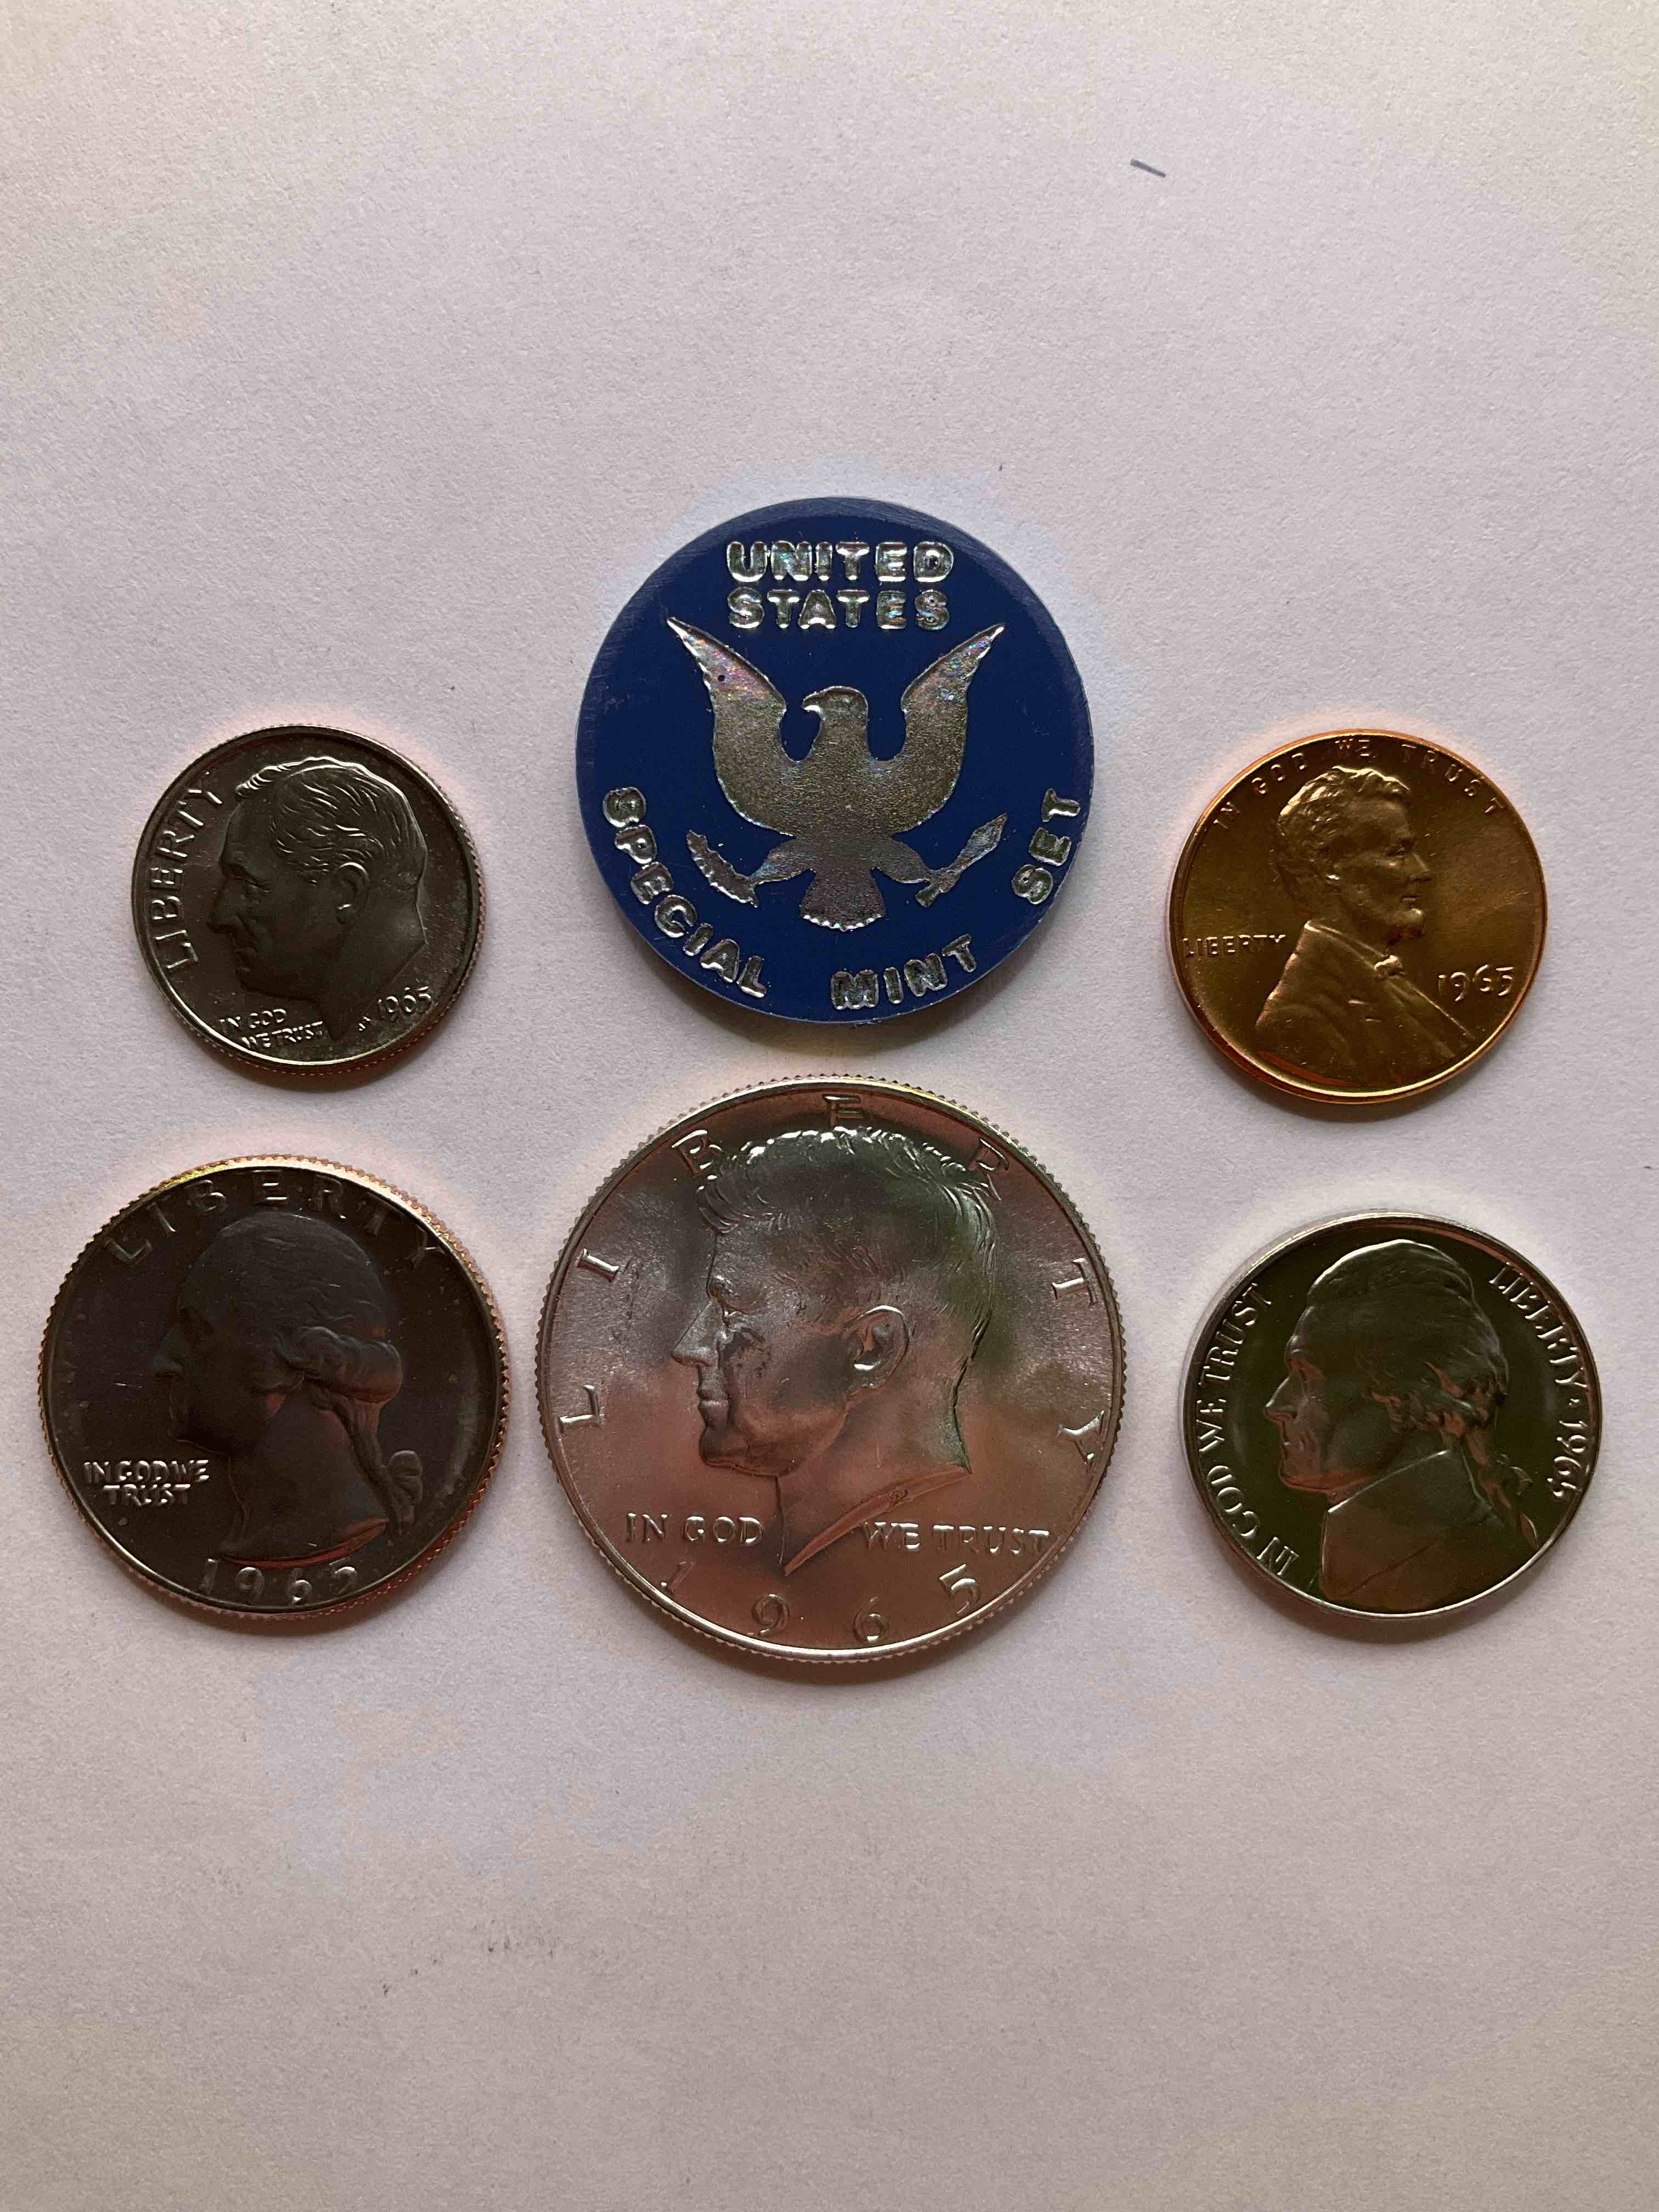 UNITED
STATES
SPECIAL MINT SET
LIBERTY
IN GOD
WE TRUST
1965
IN GOD WE TRUST
LIBERTY
1965
LIBERTY
IN GOD WE
TRUST
1965
LIBERTY
IN GOD WE TRUST
1965
IN GOD WE TRUST
LIBERTY · 1965